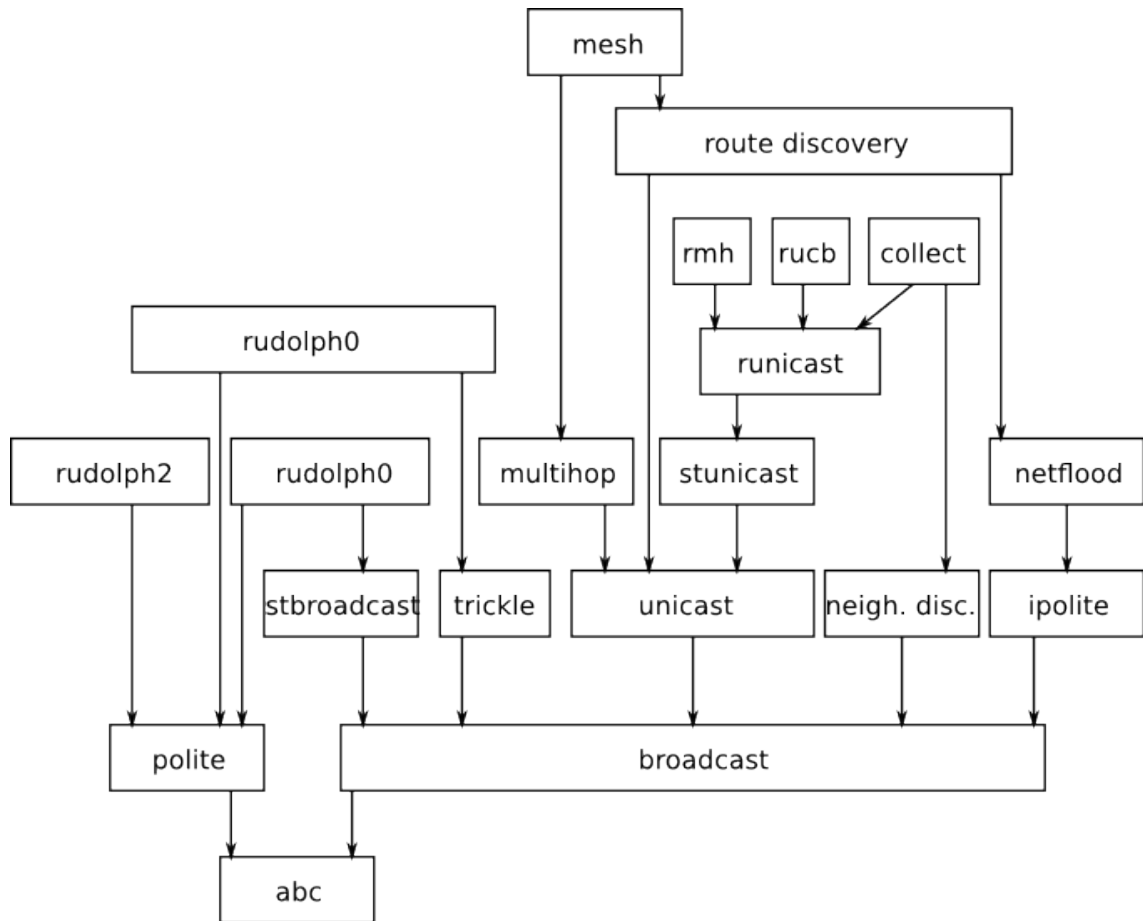 mesh
route discovery
rmh
rucb
collect
rudolph0
runicast
rudolph2
rudolph0
multihop
stunicast
netflood
stbroadcast
trickle
unicast
neigh. disc.
ipolite
polite
broadcast
abc